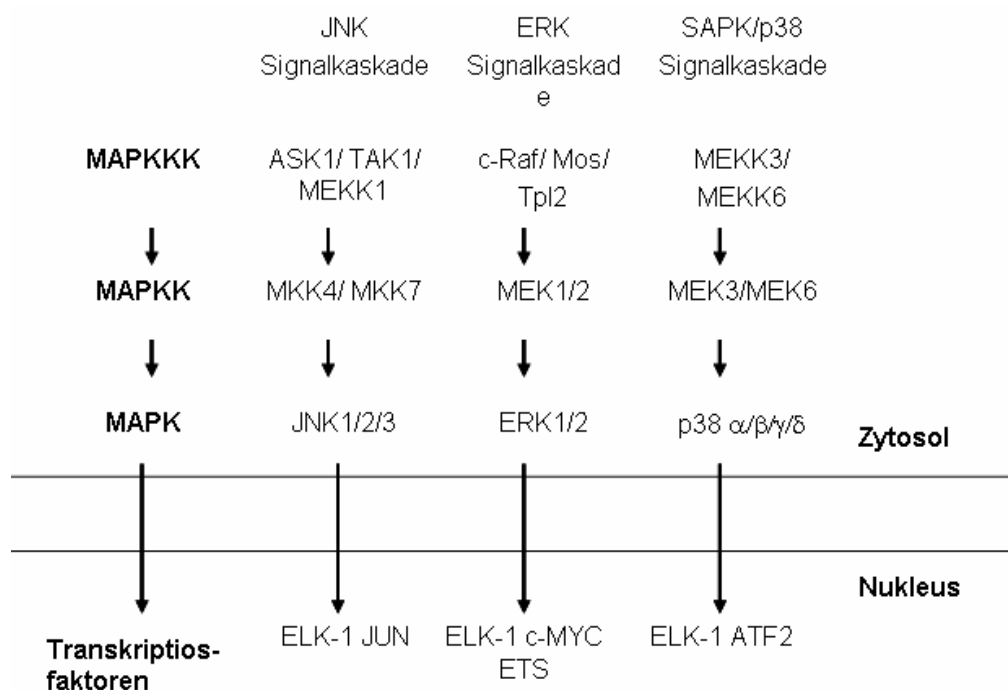 JNK
Signalkaskade
ERK
Signalkaskad
e
SAPK/p38
Signalkaskade
MAPKKK
ASK1/ TAK1/
MEKK1
c-Raf/ Mos/
Tpl2
MEKK3/
MEKK6
MAPKK
MKK4/ MKK7
MEK1/2
MEK3/MEK6
MAPK
JNK1/2/3
ERK1/2
p38 α/β/γ/δ
Zytosol
Nukleus
Transkriptios-
faktoren
ELK-1 JUN
ELK-1 c-MYC
ETS
ELK-1 ATF2